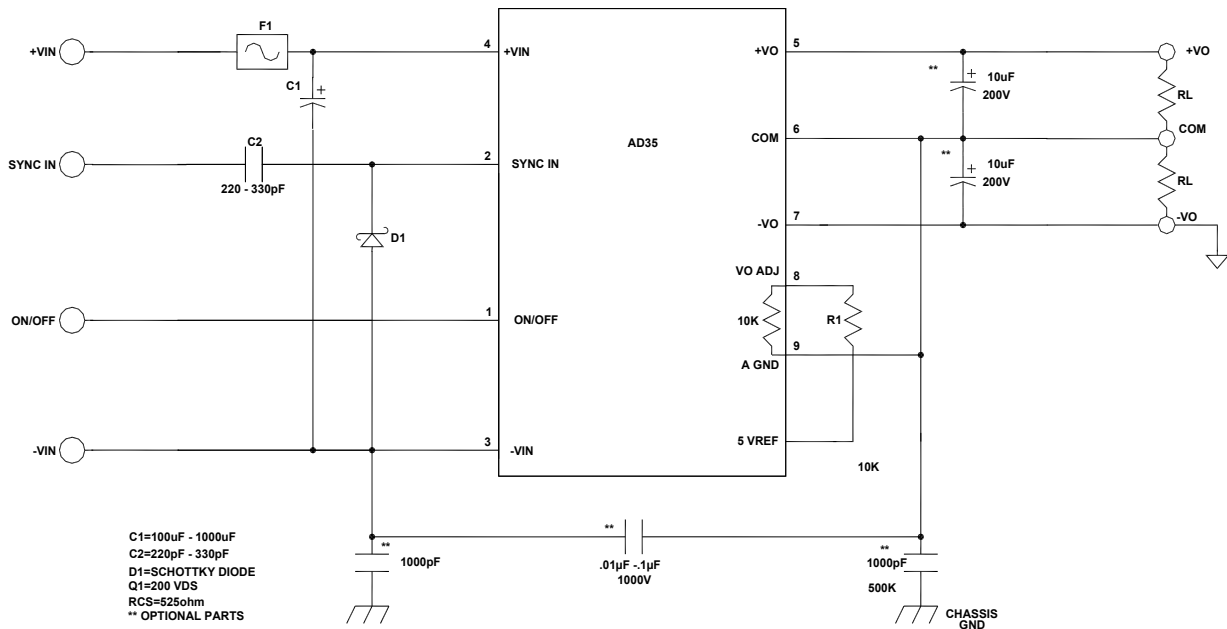 F1
+VIN
4
+VIN
C1
+
C2
SYNC IN
220 - 330pF
2
SYNC IN
D1
ON/OFF
1
ON/OFF
-VIN
3
-VIN
AD35
+VO
5
**
+
10uF
200V
+VO
RL
COM
6
COM
**
+
10uF
200V
RL
-VO
7
-VO
VO ADJ
8
10K
R1
9
A GND
5 VREF
10K
C1=100uF - 1000uF
C2=220pF - 330pF
D1=SCHOTTKY DIODE
Q1=200 VDS
RCS=525ohm
** OPTIONAL PARTS
**
1000pF
**
.01µF -.1µF
1000V
**
1000pF
500K
CHASSIS
GND